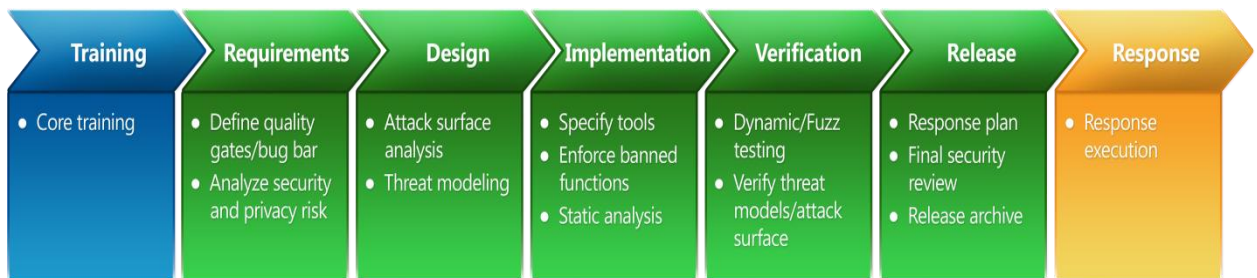 Training
Requirements
Design
Implementation
Verification
Release
Response
• Core training
• Define quality
gates/bug bar
• Analyze security
and privacy risk
• Attack surface
analysis
• Threat modeling
• Specify tools
• Enforce banned
functions
• Static analysis
• Dynamic/Fuzz
testing
• Verify threat
models/attack
surface
• Response plan
• Final security
review
• Release archive
• Response
execution